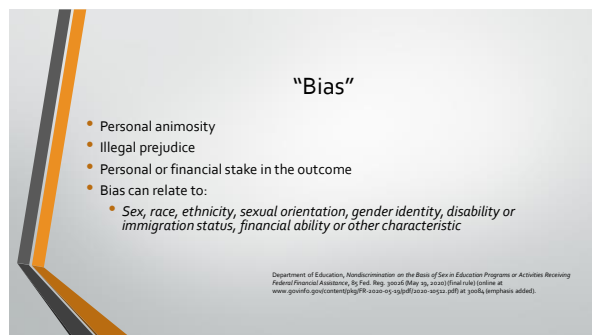 “Bias”
Personal animosity
Illegal prejudice
Personal or financial stake in the outcome
Bias can relate to:
Sex, race, ethnicity, sexual orientation, gender identity, disability or
immigration status, financial ability or other characteristic
Department of Education, Nondiscrimination on the Basis of Sex in Education Programs or Activities Receiving
Federal Financial Assistance, 85 Fed. Reg. 30026 (May 19, 2020) (final rule) (online at
www.govinfo.gov/content/pkg/FR-2020-05-19/pdf/2020-10512.pdf) at 30084 (emphasis added).